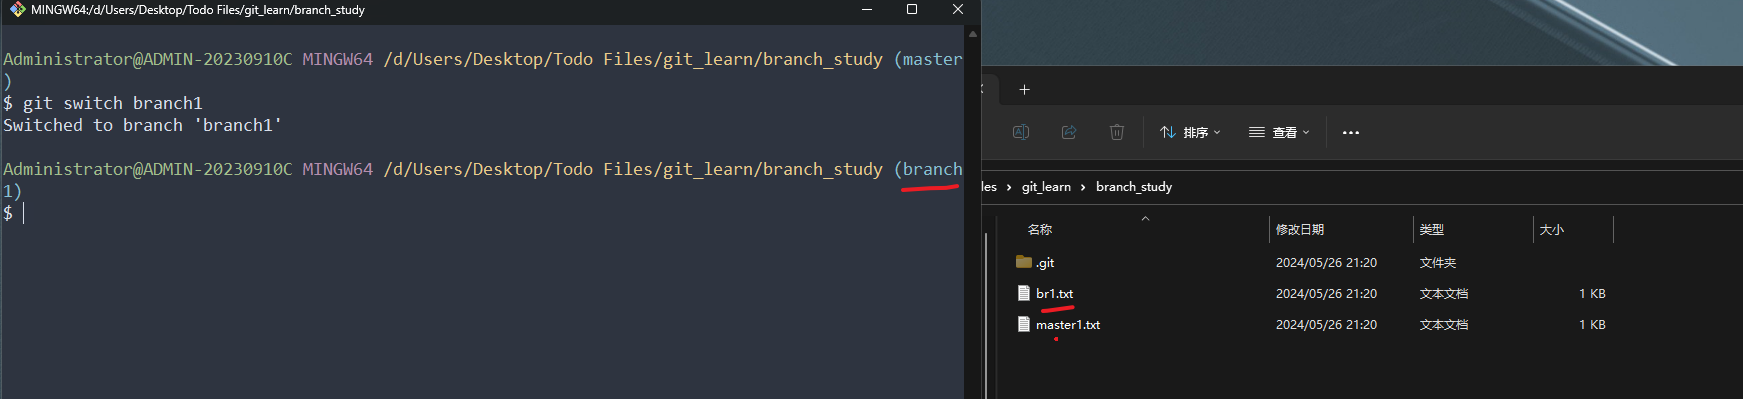 MINGW64:/d/Users/Desktop/Todo Files/git_learn/branch_study
Administrator@ADMIN-20230910C MINGW64 /d/Users/Desktop/Todo Files/git_learn/branch_study (master
)
$ git switch branch1
Switched to branch 'branch1'
Administrator@ADMIN-20230910C MINGW64 /d/Users/Desktop/Todo Files/git_learn/branch_study (branch
1)
$
排序
查看
les › git_learn › branch_study
名称 修改日期 类型 大小
.git 2024/05/26 21:20 文件夹
br1.txt 2024/05/26 21:20 文本文档 1 KB
master1.txt 2024/05/26 21:20 文本文档 1 KB